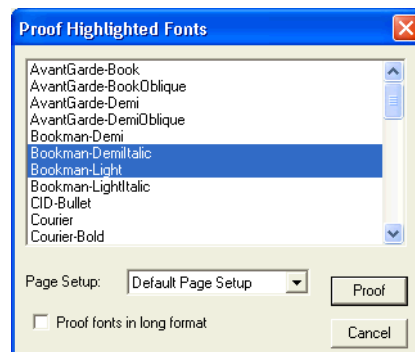 Proof Highlighted Fonts
AvantGarde-Book
AvantGarde-BookOblique
AvantGarde-Demi
AvantGarde-DemiOblique
Bookman-Demi
Bookman-DemiItalic
Bookman-Light
Bookman-LightItalic
CID-Bullet
Courier
Courier-Bold
Page Setup: Default Page Setup
Proof
Proof fonts in long format
Cancel